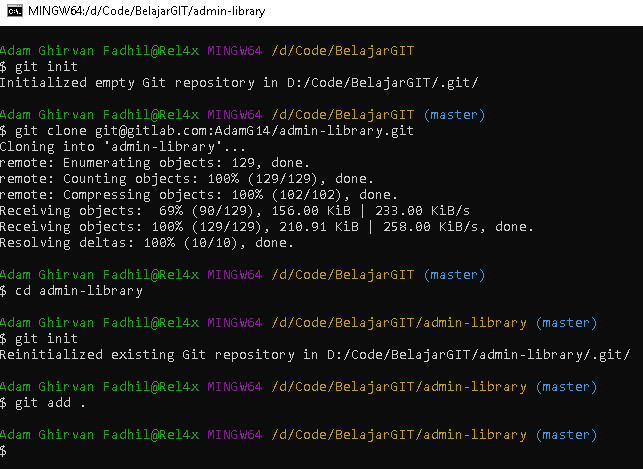 MINGW64:/d/Code/BelajarGIT/admin-library
Adam Ghirvan Fadhil@Rel4x MINGW64 /d/Code/BelajarGIT
$ git init
Initialized empty Git repository in D:/Code/BelajarGIT/.git/
Adam Ghirvan Fadhil@Rel4x MINGW64 /d/Code/BelajarGIT (master)
$ git clone git@gitlab.com:AdamG14/admin-library.git
Cloning into 'admin-library'...
remote: Enumerating objects: 129, done.
remote: Counting objects: 100% (129/129), done.
remote: Compressing objects: 100% (102/102), done.
Receiving objects:  69% (90/129), 156.00 KiB | 233.00 KiB/s
Receiving objects: 100% (129/129), 210.91 KiB | 258.00 KiB/s, done.
Resolving deltas: 100% (10/10), done.
Adam Ghirvan Fadhil@Rel4x MINGW64 /d/Code/BelajarGIT (master)
$ cd admin-library
Adam Ghirvan Fadhil@Rel4x MINGW64 /d/Code/BelajarGIT/admin-library (master)
$ git init
Reinitialized existing Git repository in D:/Code/BelajarGIT/admin-library/.git/
Adam Ghirvan Fadhil@Rel4x MINGW64 /d/Code/BelajarGIT/admin-library (master)
$ git add .
Adam Ghirvan Fadhil@Rel4x MINGW64 /d/Code/BelajarGIT/admin-library (master)
$